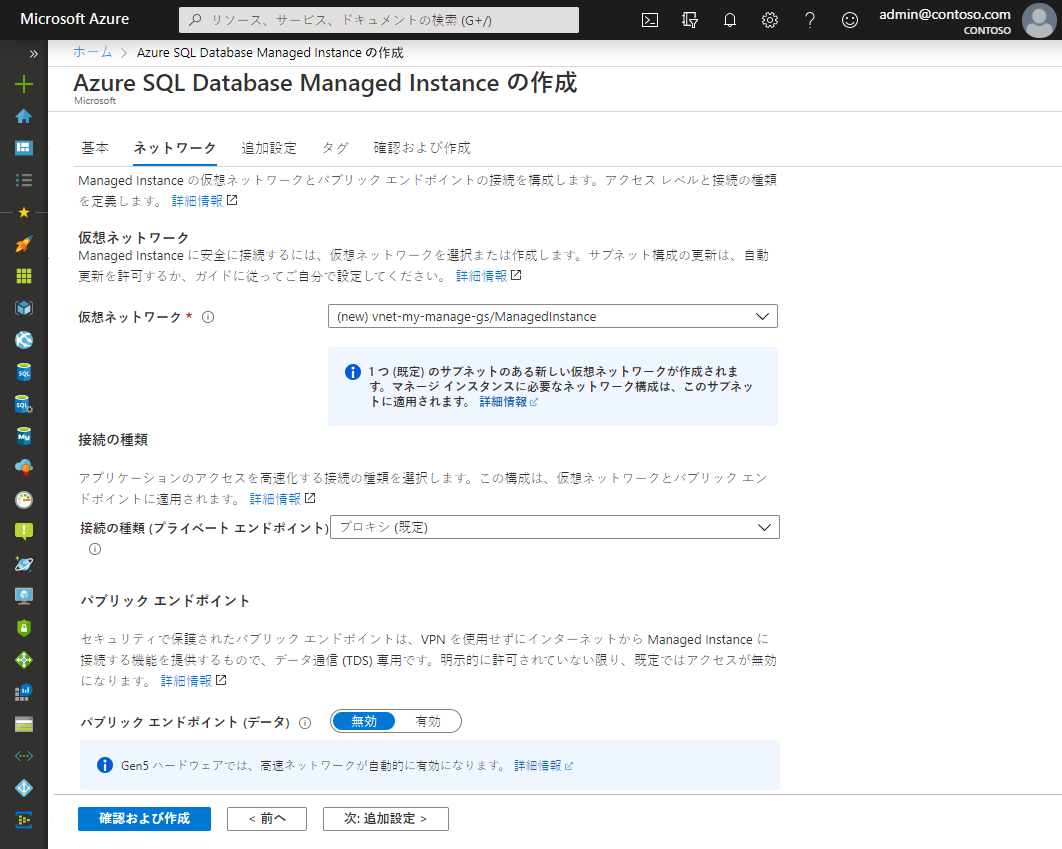 Microsoft Azure
リソース、サービス、ドキュメントの検索 (G+/)
admin@contoso.com
CONTOSO
ホーム > Azure SQL Database Managed Instance の作成
Azure SQL Database Managed Instance の作成
Microsoft
基本 ネットワーク 追加設定 タグ 確認および作成
Managed Instance の仮想ネットワークとパブリック エンドポイントの接続を構成します。アクセス レベルと接続の種類
を定義します。 詳細情報
仮想ネットワーク
Managed Instance に安全に接続するには、仮想ネットワークを選択または作成します。サブネット構成の更新は、自動
更新を許可するか、ガイドに従ってご自分で設定してください。 詳細情報
仮想ネットワーク *
(new) vnet-my-manage-gs/ManagedInstance
1 つ (既定) のサブネットのある新しい仮想ネットワークが作成されま
す。マネージ インスタンスに必要なネットワーク構成は、このサブネッ
トに適用されます。 詳細情報
接続の種類
アプリケーションのアクセスを高速化する接続の種類を選択します。この構成は、仮想ネットワークとパブリック エン
ドポイントに適用されます。 詳細情報
接続の種類 (プライベート エンドポイント)
プロキシ (既定)
パブリック エンドポイント
セキュリティで保護されたパブリック エンドポイントは、VPN を使用せずにインターネットから Managed Instance に
接続する機能を提供するもので、データ通信 (TDS) 専用です。明示的に許可されていない限り、既定ではアクセスが無効
になります。 詳細情報
パブリック エンドポイント (データ)
無効 有効
Gen5 ハードウェアでは、高速ネットワークが自動的に有効になります。 詳細情報
確認および作成
< 前へ
次: 追加設定 >